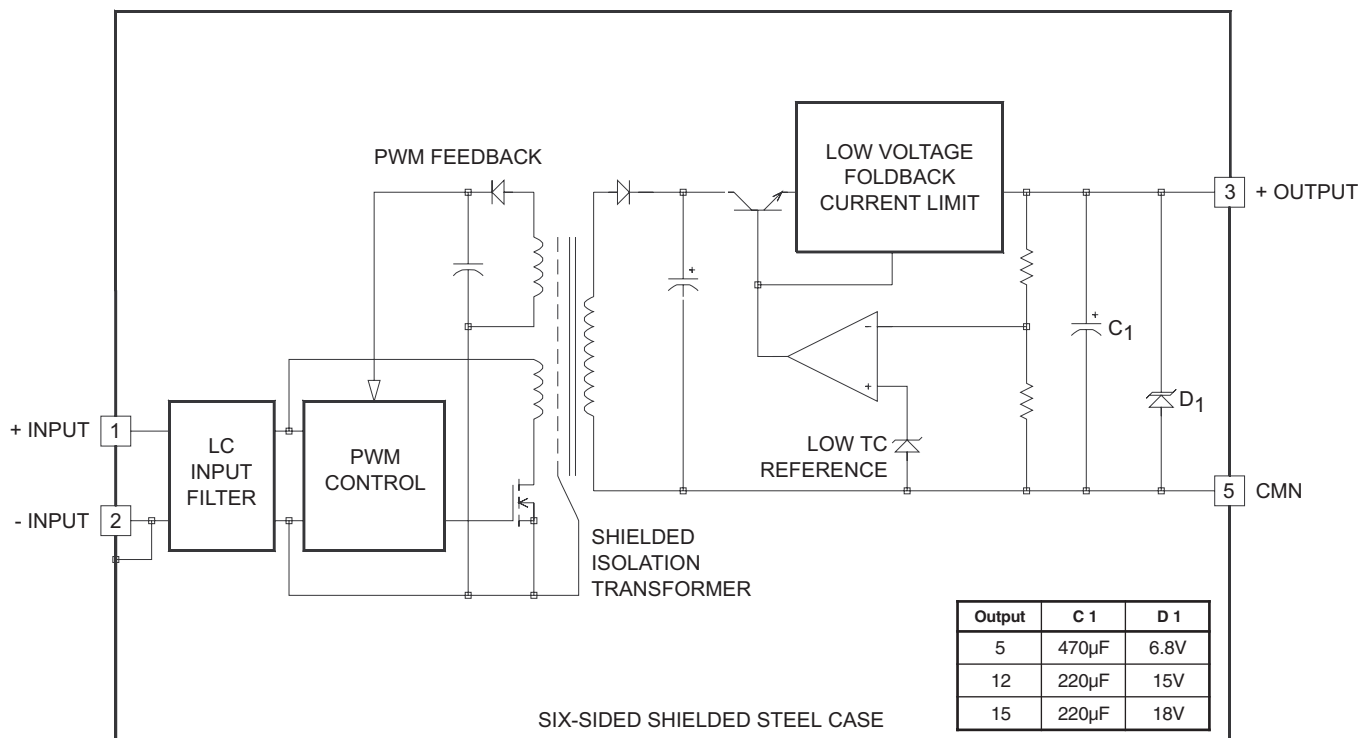 PWM FEEDBACK
LOW VOLTAGE
FOLDBACK
CURRENT LIMIT
3 + OUTPUT
+
+
C1
−
+
D1
+ INPUT 1
LC
INPUT
FILTER
PWM
CONTROL
LOW TC
REFERENCE
5 CMN
- INPUT 2
SHIELDED
ISOLATION
TRANSFORMER
Output C 1 D 1
5 470µF 6.8V
12 220µF 15V
15 220µF 18V
SIX-SIDED SHIELDED STEEL CASE